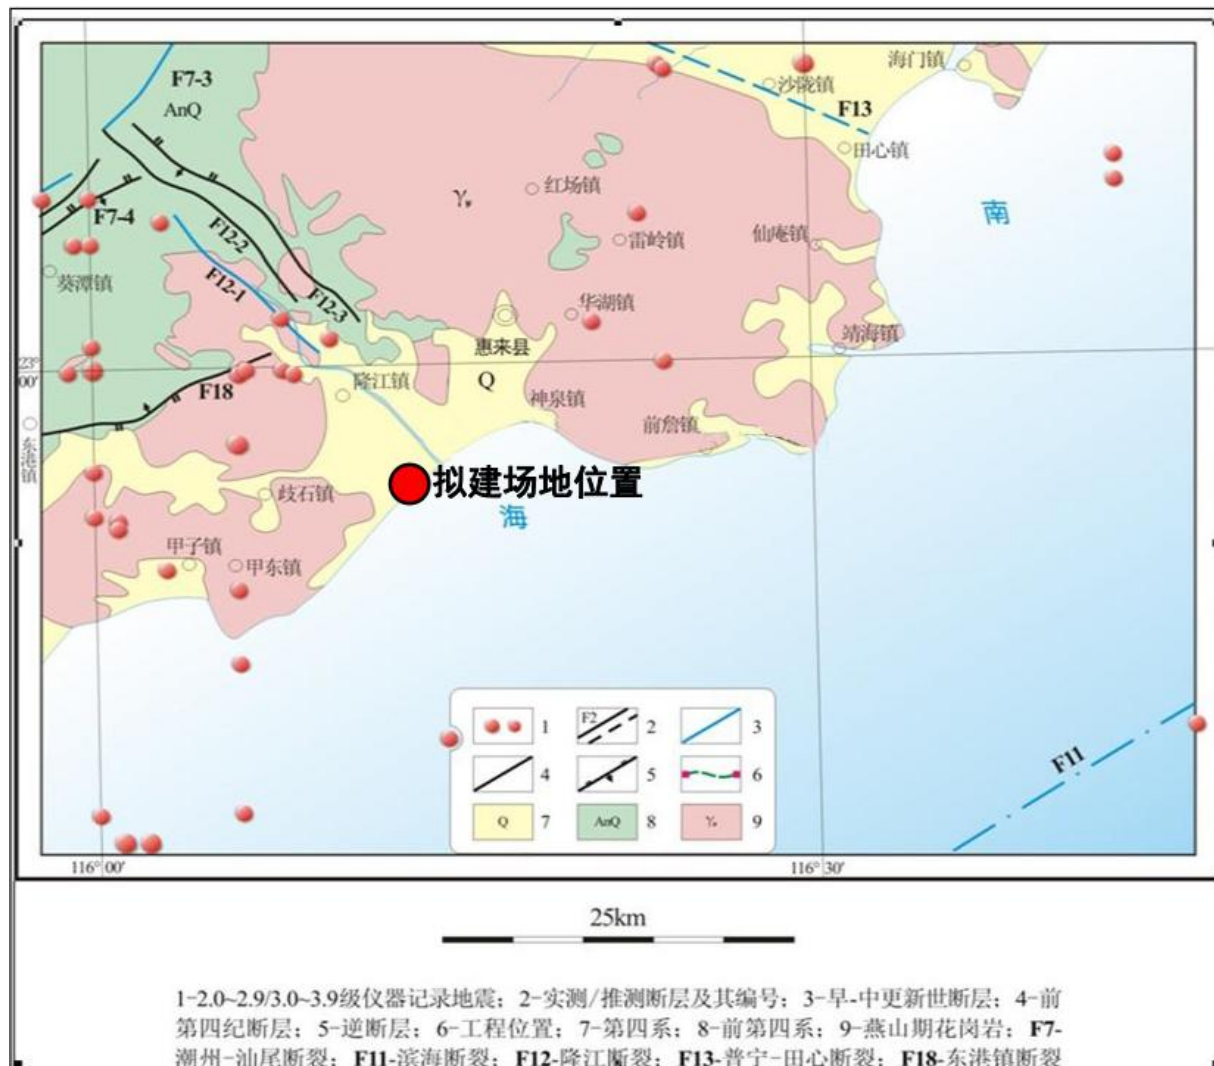 海门镇
F7-3
沙陇镇
AnQ
F13
田心镇
红场镇
南
F7-4
F12-2
雷岭镇
仙庵镇
葵潭镇
F12-1
F12-3
华湖镇
靖海镇
惠来县
23°
00′
隆江镇
Q
F18
神泉镇
前詹镇
东港镇
拟建场地位置
歧石镇
海
甲子镇
甲东镇
1
F2
2
3
4
5
6
Q
7
AnQ
8
9
F11
116° 00′
116° 30′
25km
1-2.0~2.9/3.0~3.9级仪器记录地震；2-实测/推测断层及其编号；3-早-中更新世断层；4-前
第四纪断层；5-逆断层；6-工程位置；7-第四系；8-前第四系；9-燕山期花岗岩；F7-
潮州-汕尾断裂；F11-滨海断裂；F12-隆江断裂；F13-普宁-田心断裂；F18-东港镇断裂